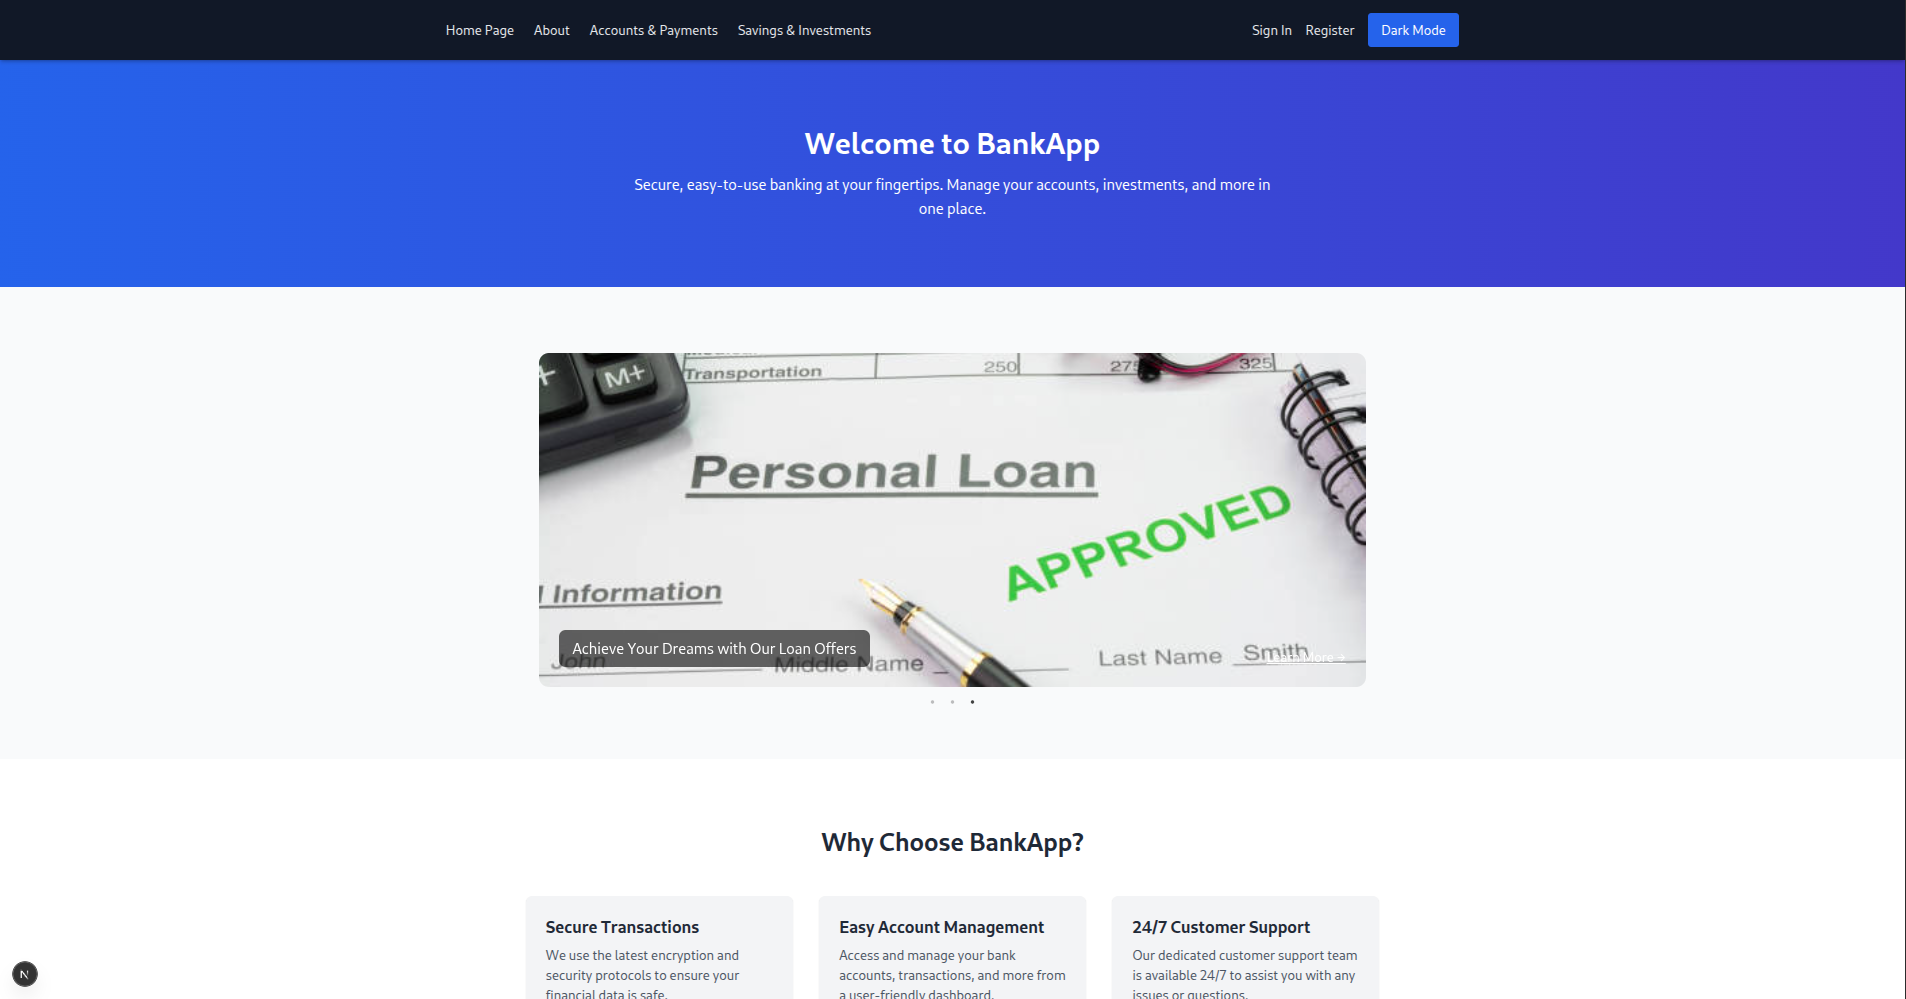 Home Page About Accounts & Payments Savings & Investments Sign In Register Dark Mode
Welcome to BankApp
Secure, easy-to-use banking at your fingertips. Manage your accounts, investments, and more in
one place.
M+
Transportation 250 275 325
Personal Loan
APPROVED
Information
Achieve Your Dreams with Our Loan Offers
John Middle Name Last Name Smith
Learn More →
Why Choose BankApp?
Secure Transactions
We use the latest encryption and
security protocols to ensure your
financial data is safe.
Easy Account Management
Access and manage your bank
accounts, transactions, and more from
a user-friendly dashboard.
24/7 Customer Support
Our dedicated customer support team
is available 24/7 to assist you with any
issues or questions.
N